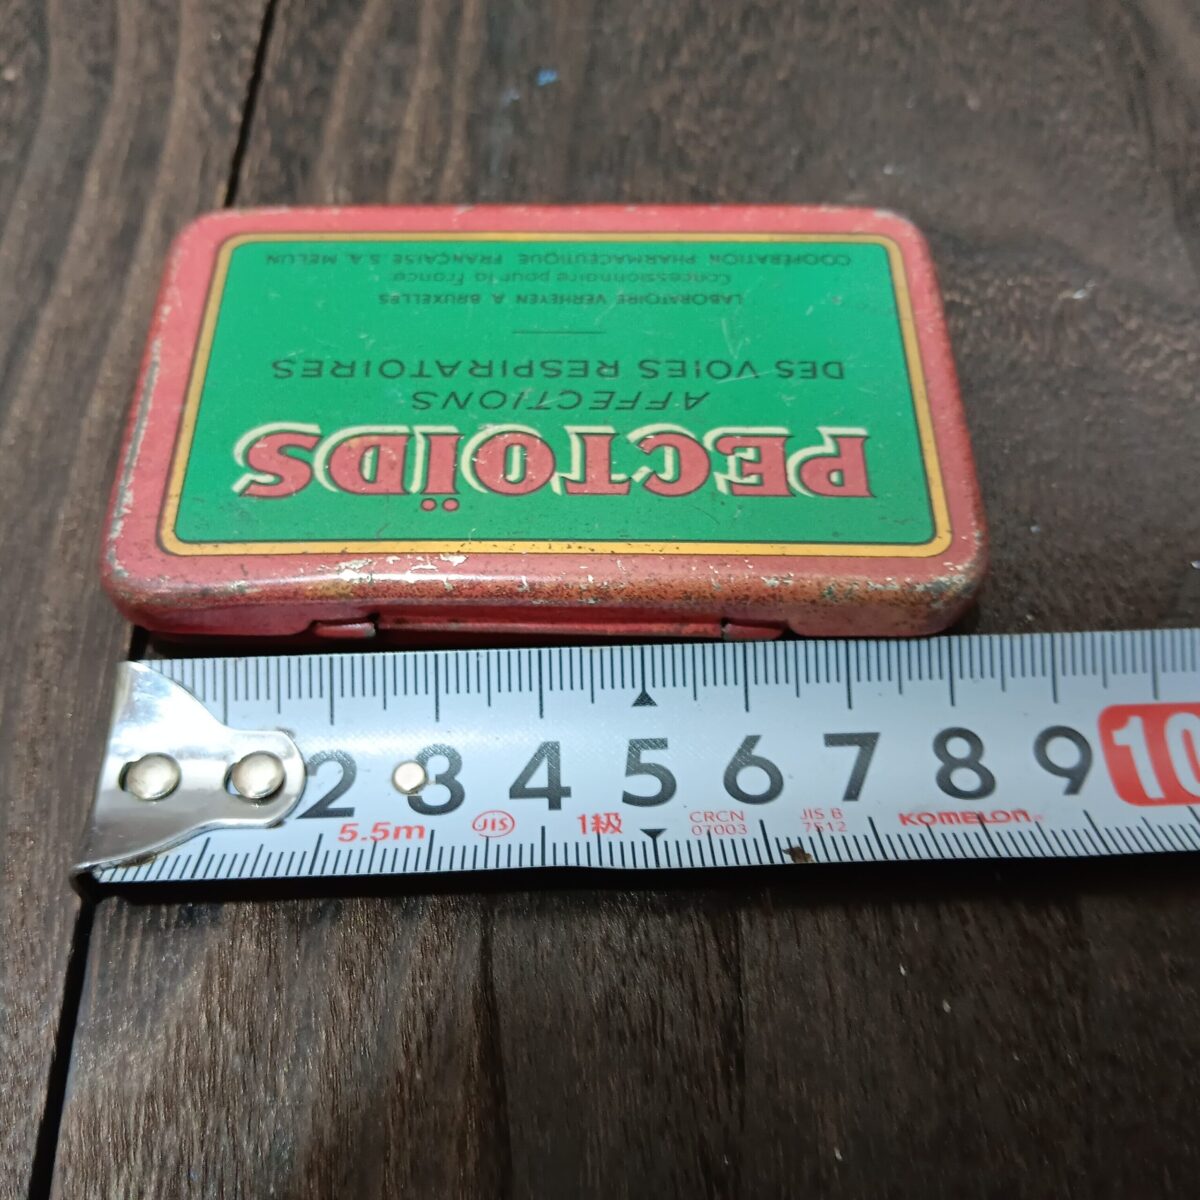 PECTOÏDS
AFFECTIONS
DES VOIES RESPIRATOIRES
LABORATOIRE VERHEYEN A BRUXELLES
Concessionnaire pour la France:
COOPÉRATION PHARMACEUTIQUE FRANÇAISE S.A. MELUN
2 3 4 5 6 7 8 9 10
5.5m JIS 1級 CRCN 07003 JIS B 7512 KOMELON